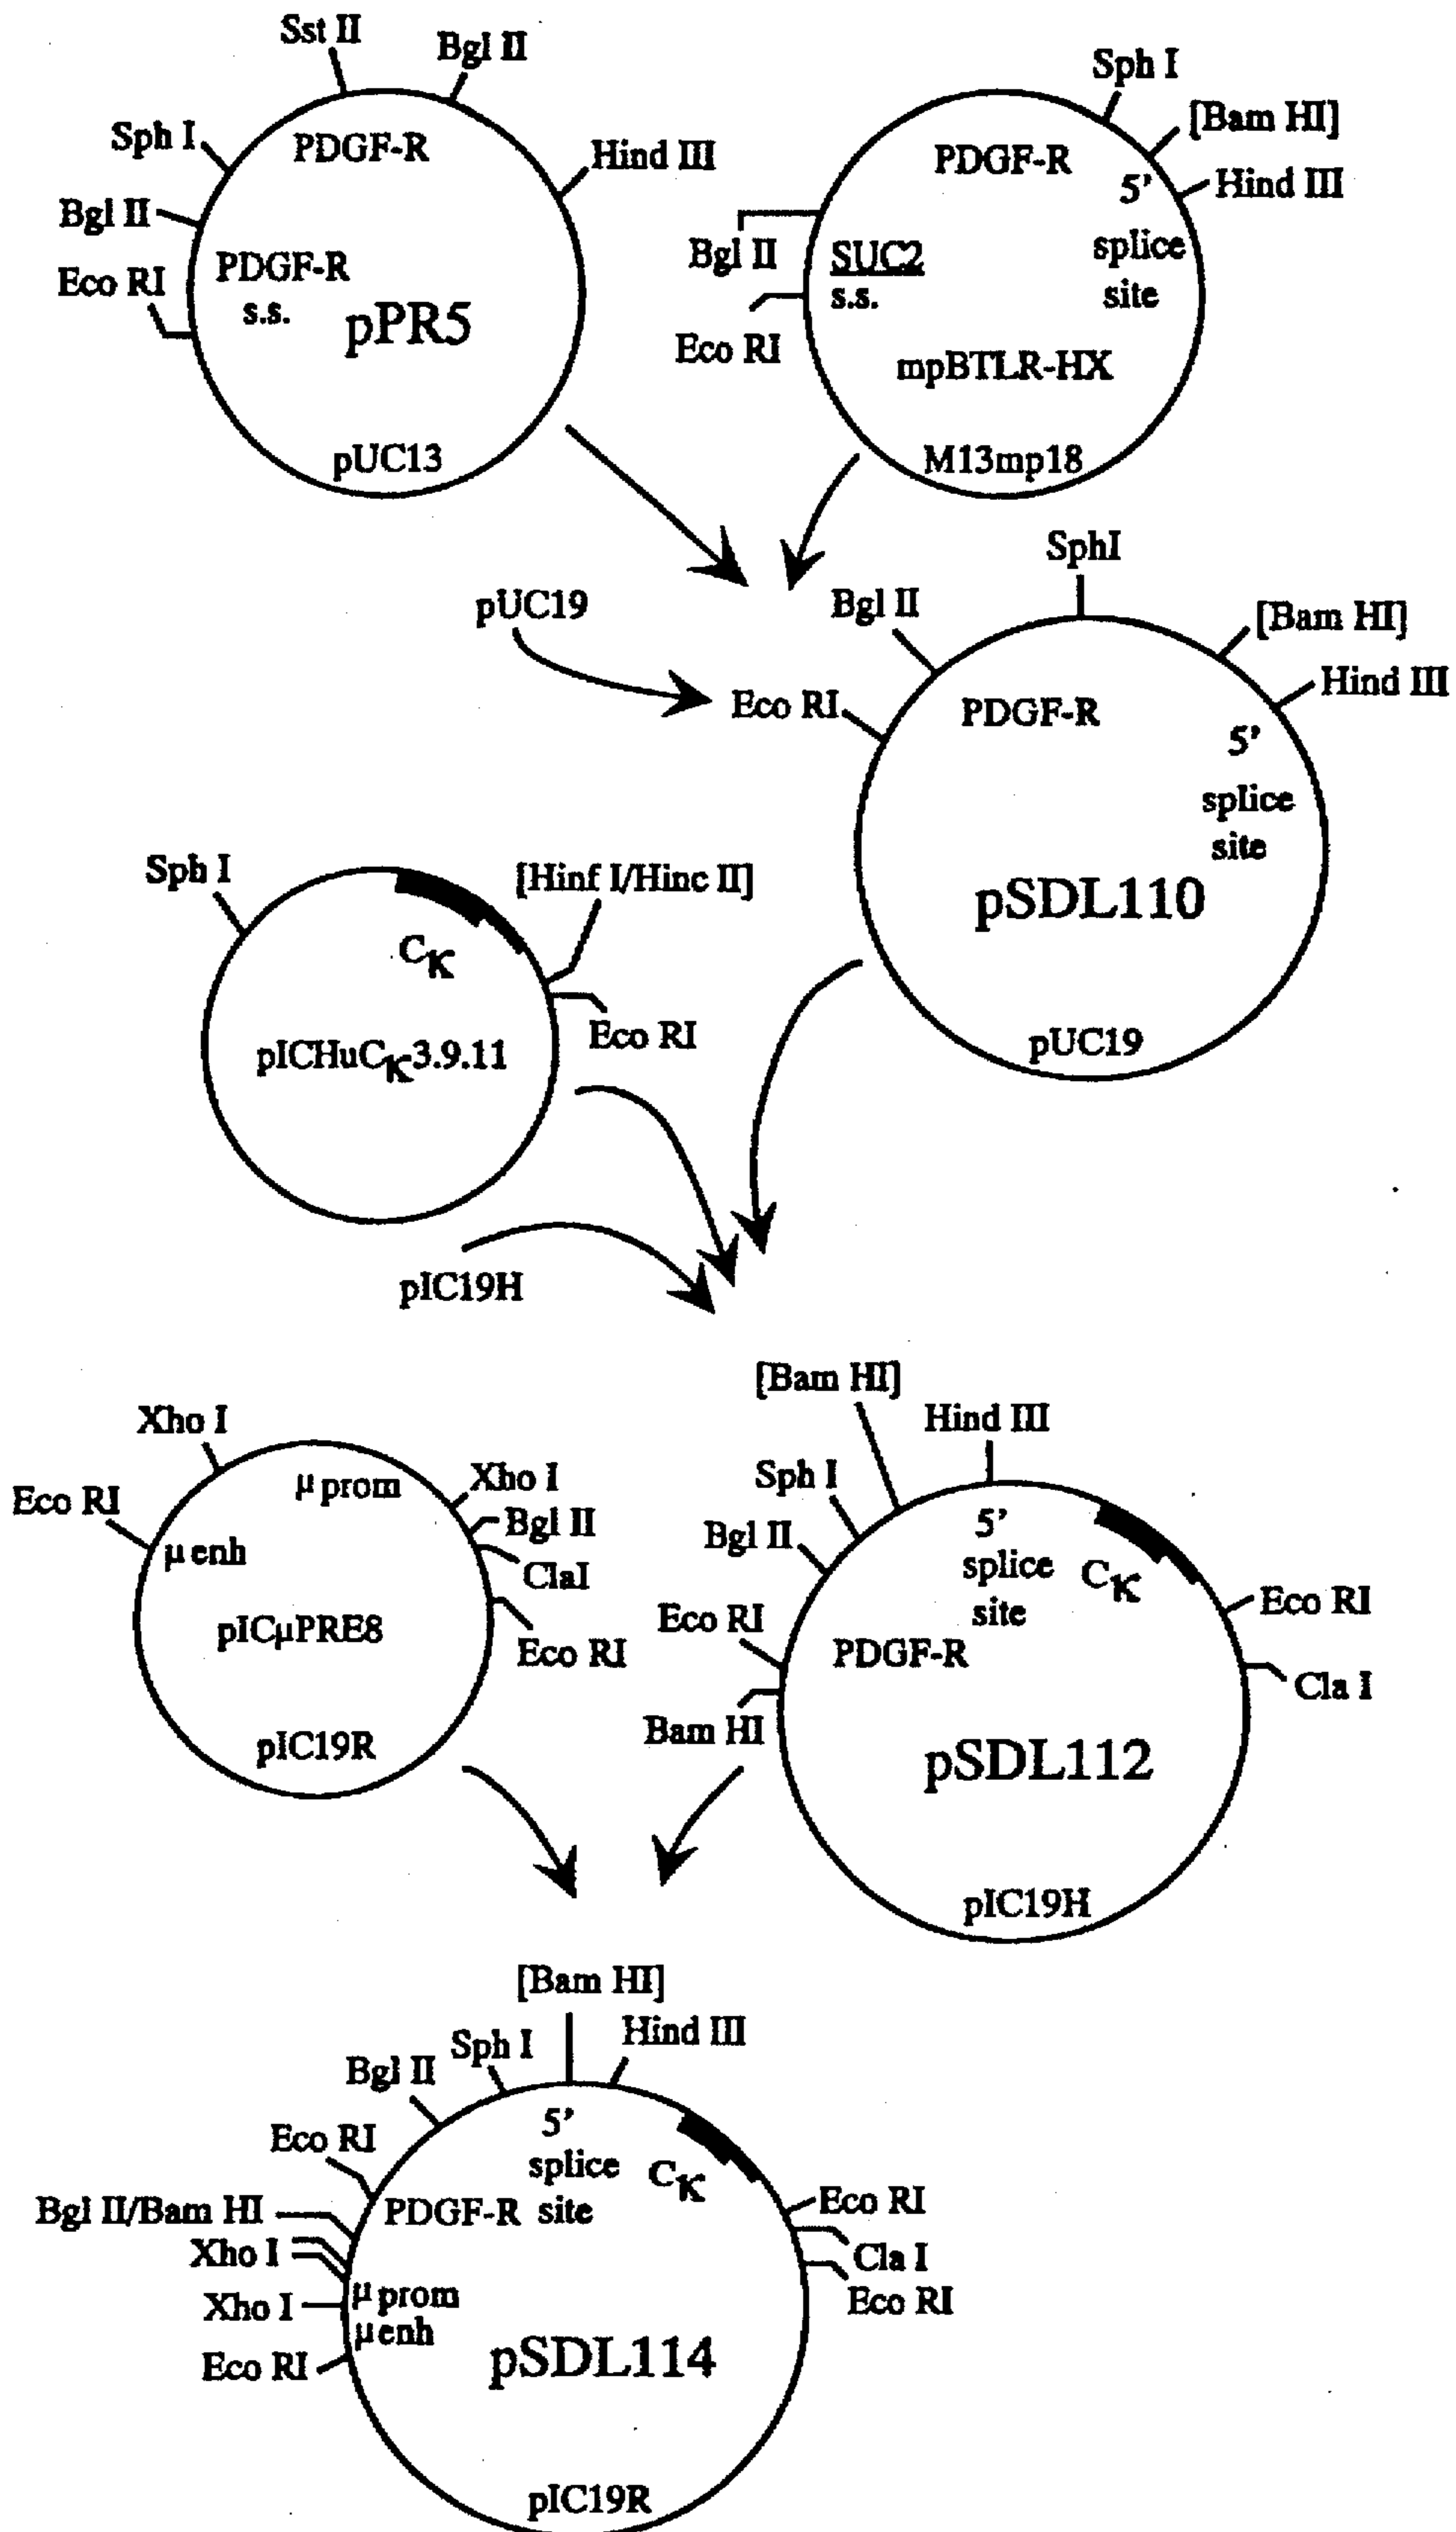 Sst II
Bgl II
Sph I
PDGF-R
Hind III
Bgl II
Eco RI
PDGF-R
s.s.
pPR5
pUC13
Sph I
[Bam HI]
PDGF-R
5'
Hind III
Bgl II
SUC2
s.s.
splice
site
Eco RI
mpBTLR-HX
M13mp18
pUC19
SphI
Bgl II
[Bam HI]
Eco RI
PDGF-R
Hind III
5'
splice
site
pSDL110
pUC19
Sph I
[Hinf I/Hinc II]
Cκ
Eco RI
pICHuCκ3.9.11
pIC19H
Xho I
μ prom
Xho I
Eco RI
μ enh
Bgl II
ClaI
Eco RI
pICμPRE8
pIC19R
[Bam HI]
Hind III
Sph I
Bgl II
5'
splice
site
Cκ
Eco RI
Eco RI
PDGF-R
Cla I
Bam HI
pSDL112
pIC19H
[Bam HI]
Sph I
Hind III
Bgl II
Eco RI
5'
splice
site
Cκ
Bgl II/Bam HI
PDGF-R
Eco RI
Xho I
Cla I
Xho I
μ prom
Eco RI
μ enh
Eco RI
pSDL114
pIC19R